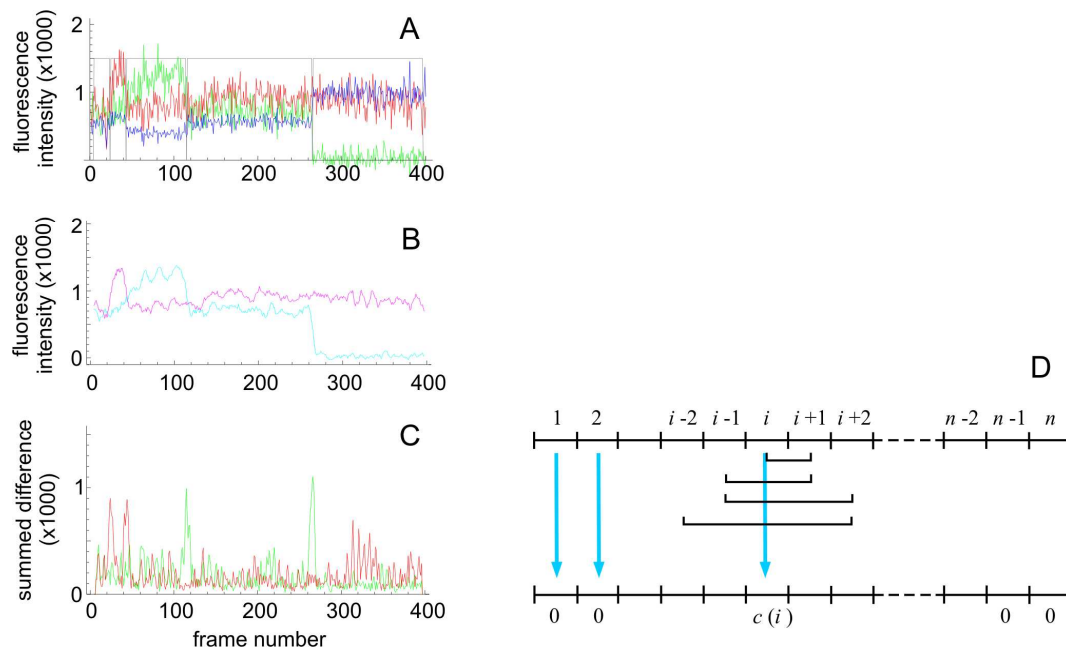 A
fluorescence
intensity (x1000)
2
1
0 100 200 300 400
B
fluorescence
intensity (x1000)
2
1
0
0 100 200 300 400
C
summed difference
(x1000)
1
0
0 100 200 300 400
frame number
D
1 2 i -2 i -1 i i +1 i +2 n -2 n -1 n
0 0 c (i ) 0 0